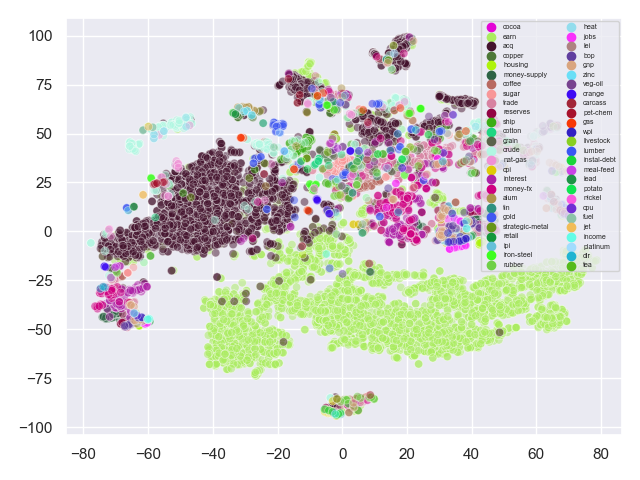 100
75
50
25
0
−25
−50
−75
−100
−80
−60
−40
−20
0
20
40
60
80
cocoa
earn
acq
copper
housing
money-supply
coffee
sugar
trade
reserves
ship
cotton
grain
crude
nat-gas
cpi
interest
money-fx
alum
tin
gold
strategic-metal
retail
ipi
iron-steel
rubber
heat
jobs
lei
bop
gnp
zinc
veg-oil
orange
carcass
pet-chem
gas
wpi
livestock
lumber
instal-debt
meal-feed
lead
potato
nickel
cpu
fuel
jet
income
platinum
dlr
tea